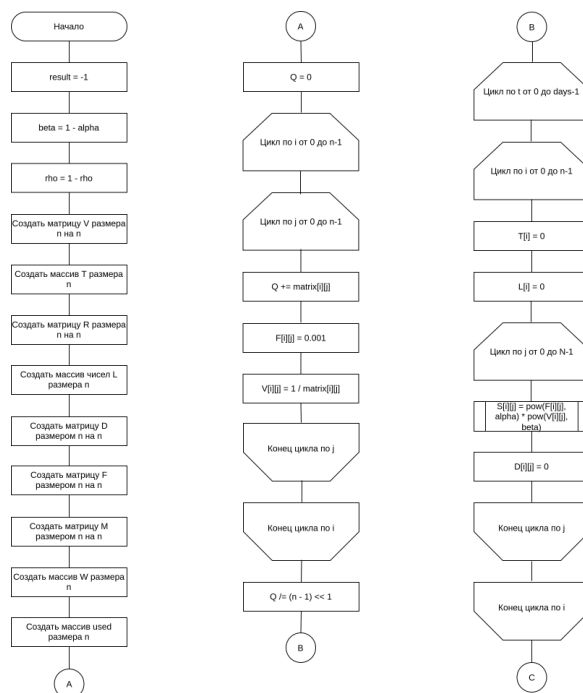 Начало
result = -1
beta = 1 - alpha
rho = 1 - rho
Создать матрицу V размера
n на n
Создать массив T размера
n
Создать матрицу R размера
n на n
Создать массив чисел L
размера n
Создать матрицу D
размером n на n
Создать матрицу F
размером n на n
Создать матрицу M
размером n на n
Создать массив W размера
n
Создать массив used
размера n
A
A
Q = 0
Цикл по i от 0 до n-1
Цикл по j от 0 до n-1
Q += matrix[i][j]
F[i][j] = 0.001
V[i][j] = 1 / matrix[i][j]
Конец цикла по j
Конец цикла по i
Q /= (n - 1) << 1
B
B
Цикл по t от 0 до days-1
Цикл по i от 0 до n-1
T[i] = 0
L[i] = 0
Цикл по j от 0 до N-1
S[i][j] = pow(F[i][j],
alpha) * pow(V[i][j],
beta)
D[i][j] = 0
Конец цикла по j
Конец цикла по i
C